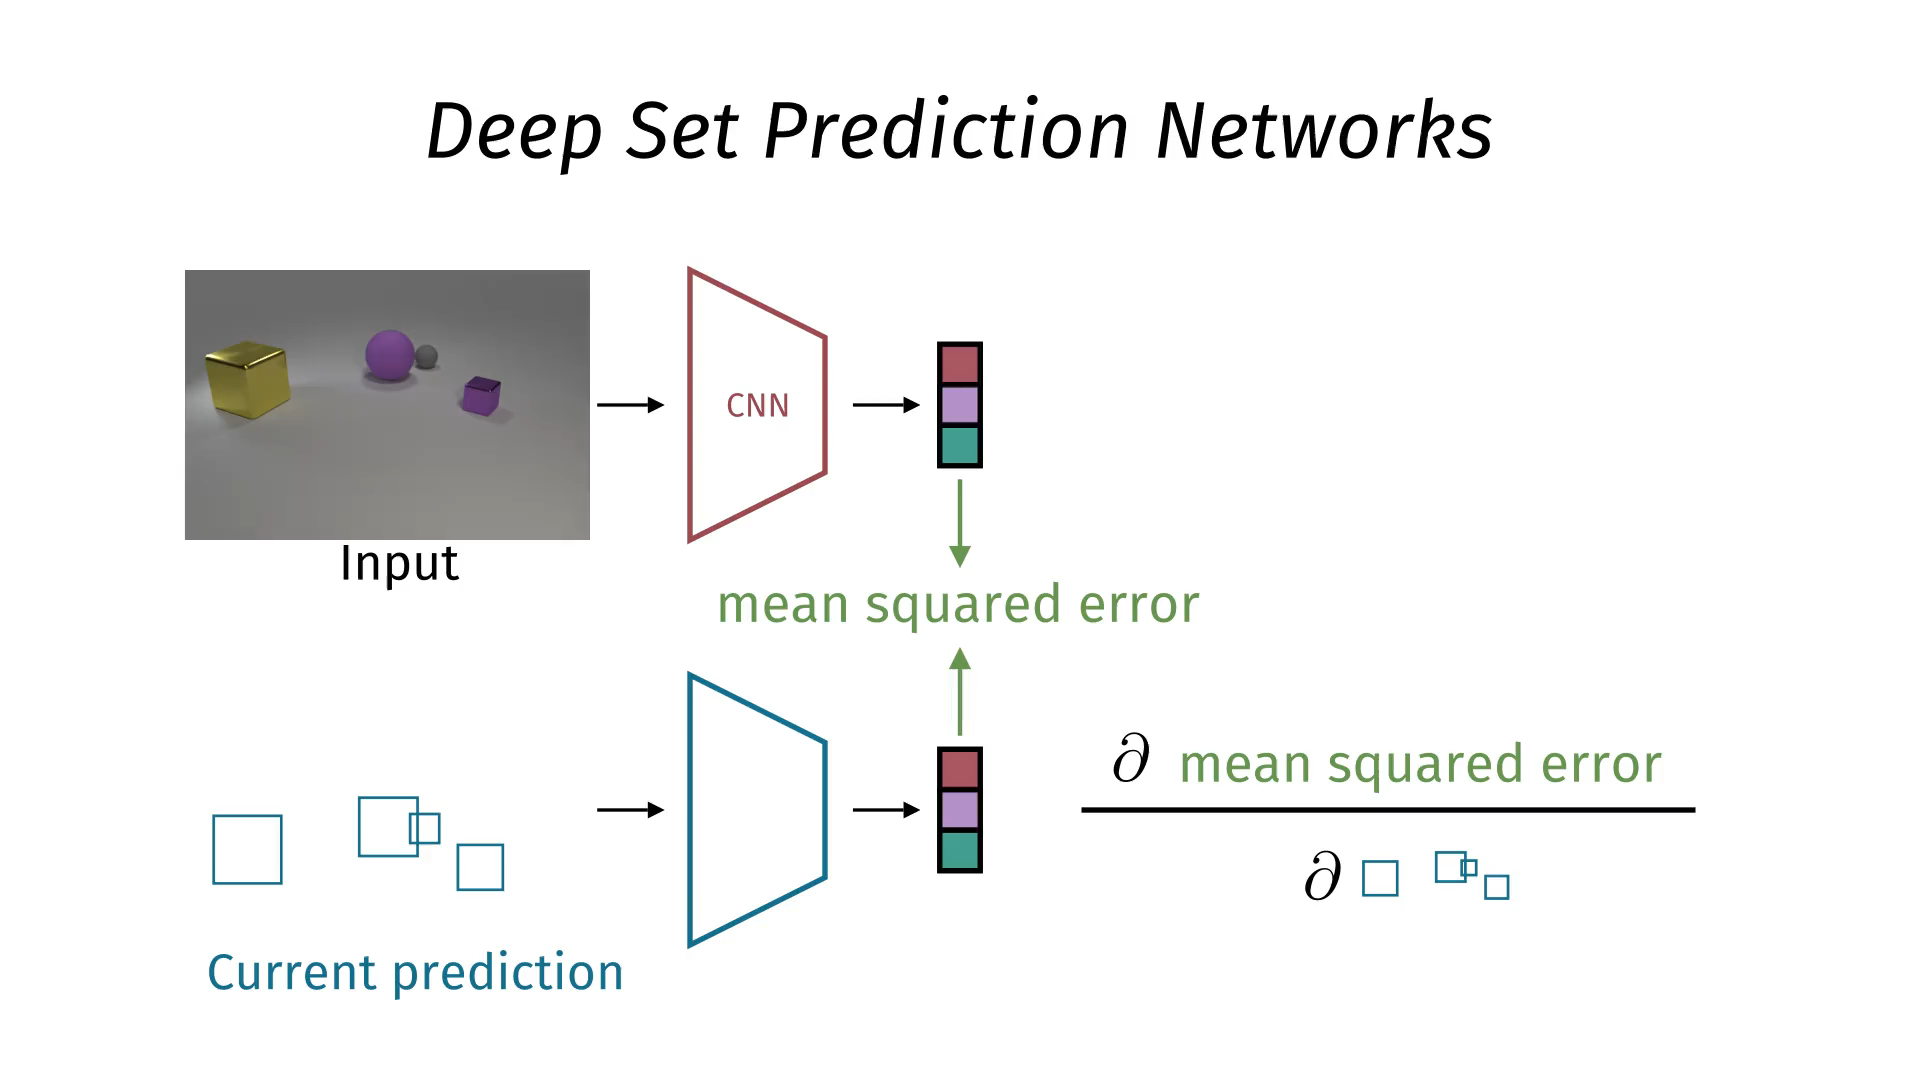 Deep Set Prediction Networks
CNN
Input
mean squared error
∂ mean squared error
∂
Current prediction